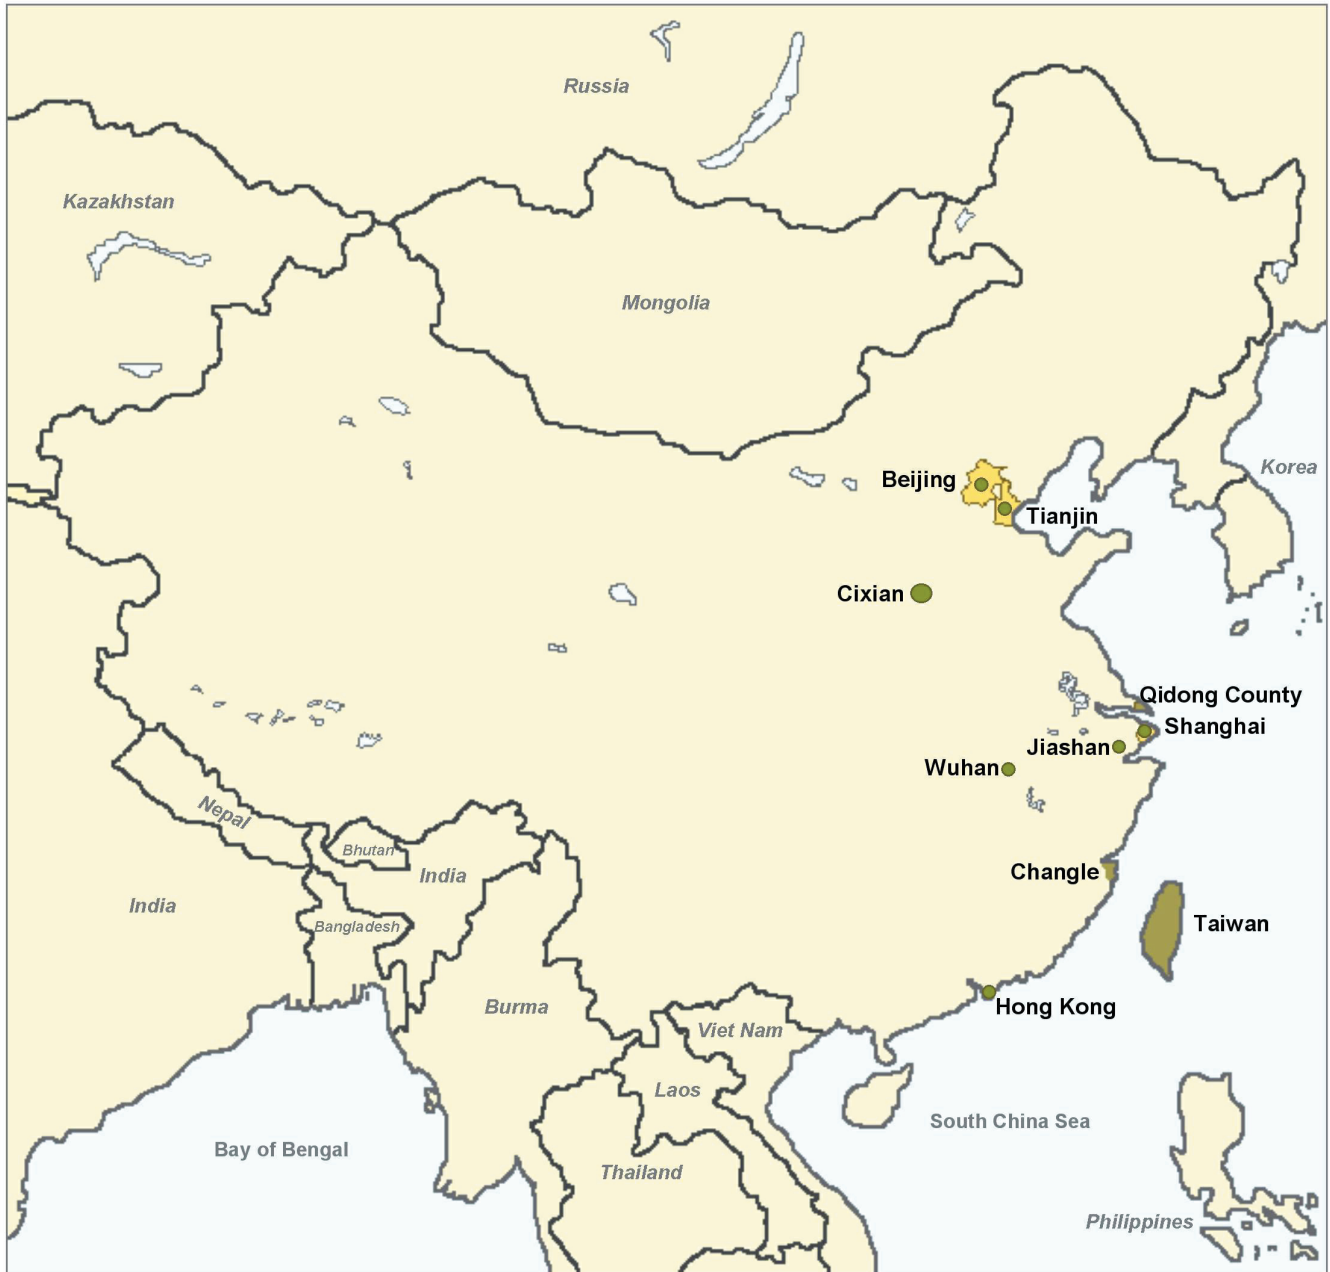 Russia
Kazakhstan
Mongolia
Korea
Beijing
Tianjin
Cixian
Qidong County
Shanghai
Jiashan
Wuhan
Nepal
Bhutan
India
Changle
India
Bangladesh
Taiwan
Burma
Hong Kong
Viet Nam
Laos
South China Sea
Bay of Bengal
Thailand
Philippines